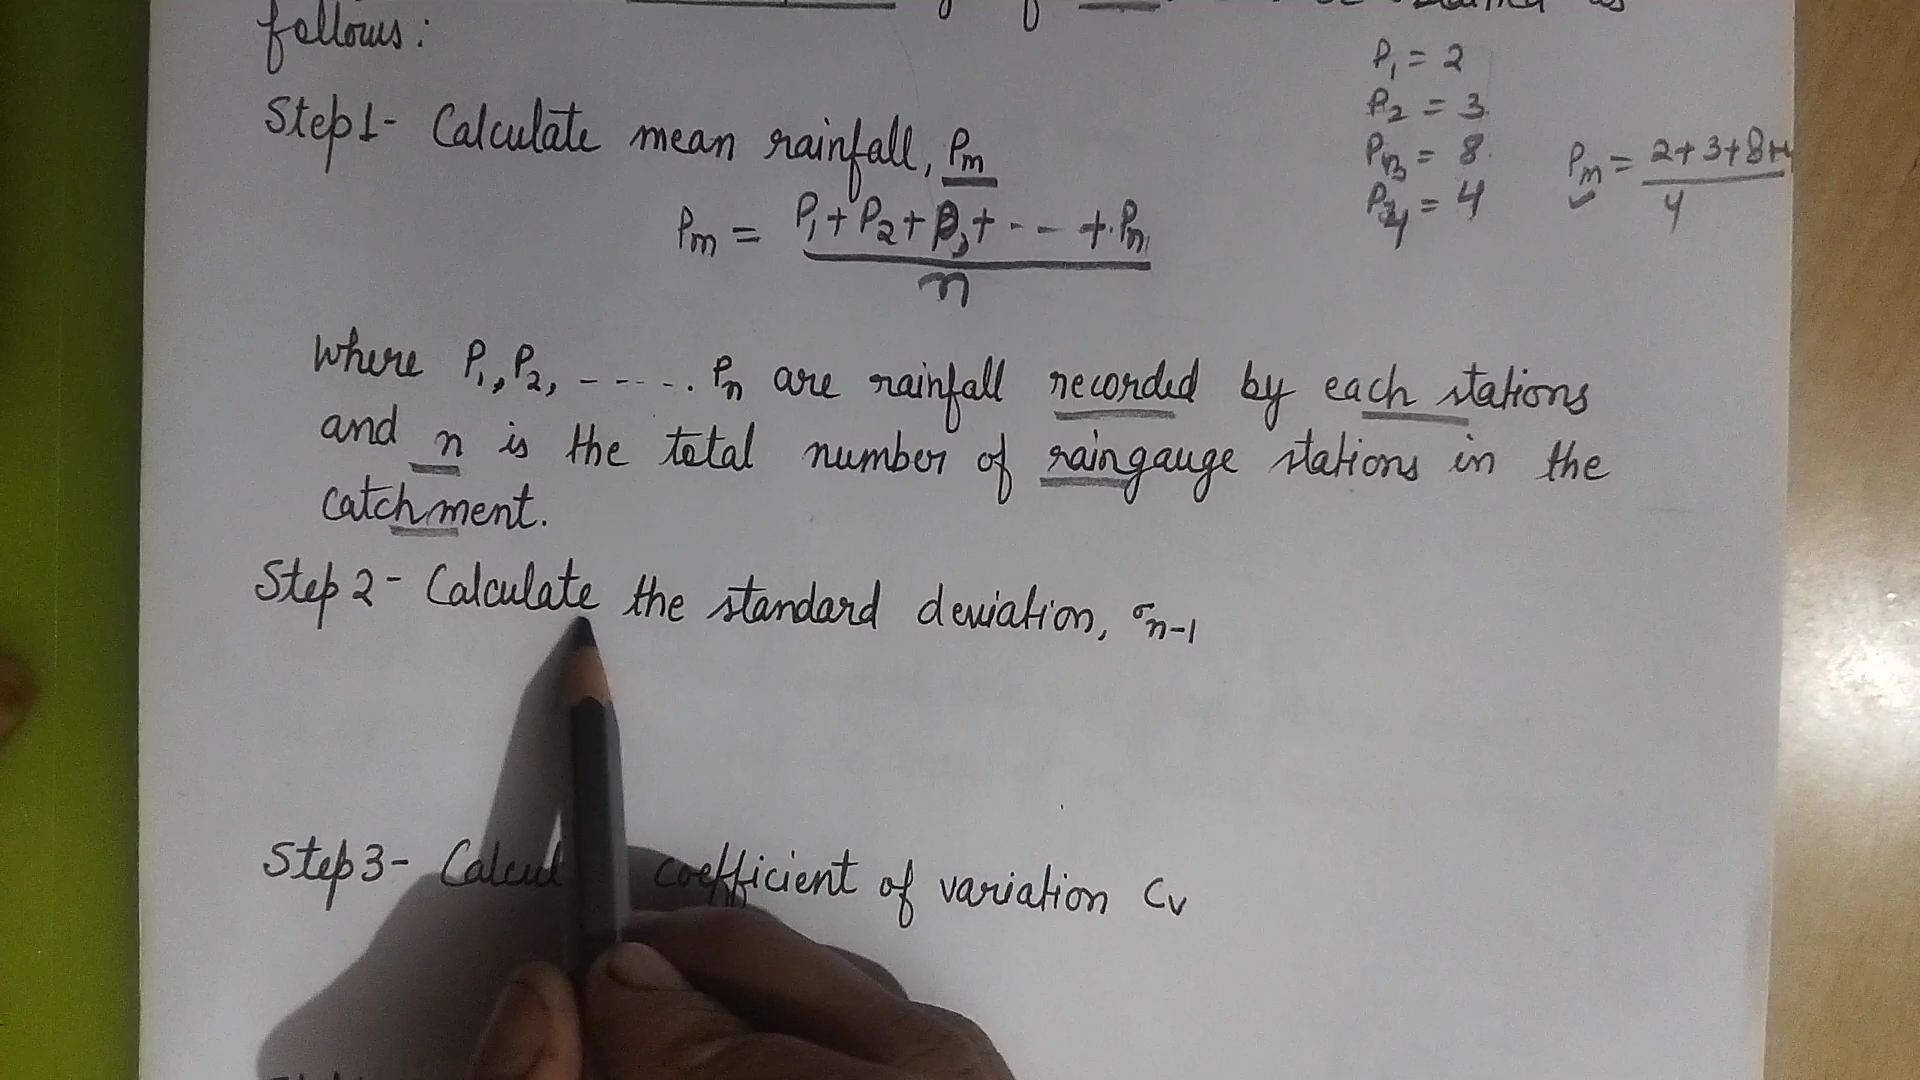 follows:
P₁ = 2
P₂ = 3
P₃ = 8
P₄ = 4
Pm = 2+3+8+
4
Step 1- Calculate mean rainfall, Pm
Pm = P₁+P₂+P₃+ - - - +Pn
n
Where P₁, P₂, ------ Pn are rainfall recorded by each stations
and n is the total number of raingauge stations in the
catchment.
Step 2- Calculate the standard deviation, σn-1
Step 3- Calcul coefficient of variation Cv